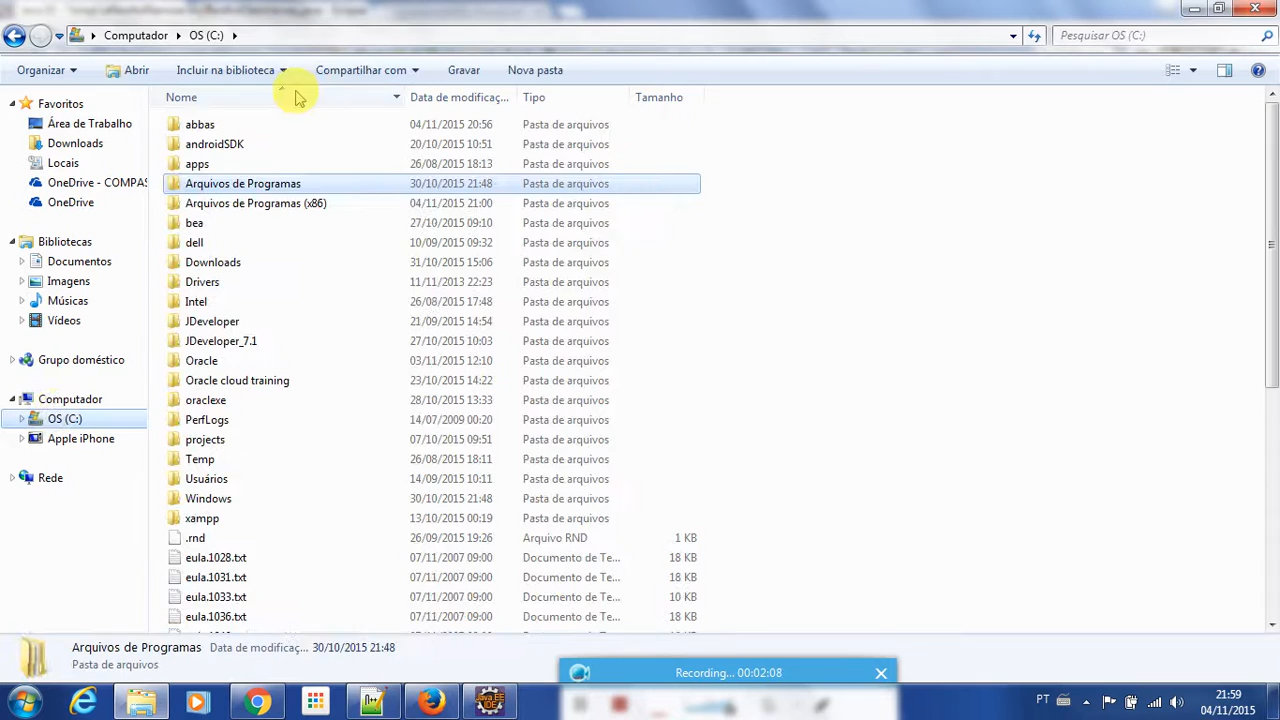 Computador OS (C:) Pesquisar OS (C:)
Organizar Abrir Incluir na biblioteca Compartilhar com Gravar Nova pasta
Nome Data de modificaç... Tipo Tamanho
Favoritos
Área de Trabalho
Downloads
Locais
OneDrive - COMPAS
OneDrive
Bibliotecas
Documentos
Imagens
Músicas
Vídeos
Grupo doméstico
Computador
OS (C:)
Apple iPhone
Rede
abbas 04/11/2015 20:56 Pasta de arquivos
androidSDK 20/10/2015 10:51 Pasta de arquivos
apps 26/08/2015 18:13 Pasta de arquivos
Arquivos de Programas 30/10/2015 21:48 Pasta de arquivos
Arquivos de Programas (x86) 04/11/2015 21:00 Pasta de arquivos
bea 27/10/2015 09:10 Pasta de arquivos
dell 10/09/2015 09:32 Pasta de arquivos
Downloads 31/10/2015 15:06 Pasta de arquivos
Drivers 11/11/2013 22:23 Pasta de arquivos
Intel 26/08/2015 17:48 Pasta de arquivos
JDeveloper 21/09/2015 14:54 Pasta de arquivos
JDeveloper_7.1 27/10/2015 10:03 Pasta de arquivos
Oracle 03/11/2015 12:10 Pasta de arquivos
Oracle cloud training 23/10/2015 14:22 Pasta de arquivos
oraclexe 28/10/2015 13:33 Pasta de arquivos
PerfLogs 14/07/2009 00:20 Pasta de arquivos
projects 07/10/2015 09:51 Pasta de arquivos
Temp 26/08/2015 18:11 Pasta de arquivos
Usuários 14/09/2015 10:11 Pasta de arquivos
Windows 30/10/2015 21:48 Pasta de arquivos
xampp 13/10/2015 00:19 Pasta de arquivos
.rnd 26/09/2015 19:26 Arquivo RND 1 KB
eula.1028.txt 07/11/2007 09:00 Documento de Te... 18 KB
eula.1031.txt 07/11/2007 09:00 Documento de Te... 18 KB
eula.1033.txt 07/11/2007 09:00 Documento de Te... 10 KB
eula.1036.txt 07/11/2007 09:00 Documento de Te... 18 KB
Arquivos de Programas Data de modificaç... 30/10/2015 21:48
Pasta de arquivos
Recording... 00:02:08
Java EE
IDE
PT
21:59
04/11/2015